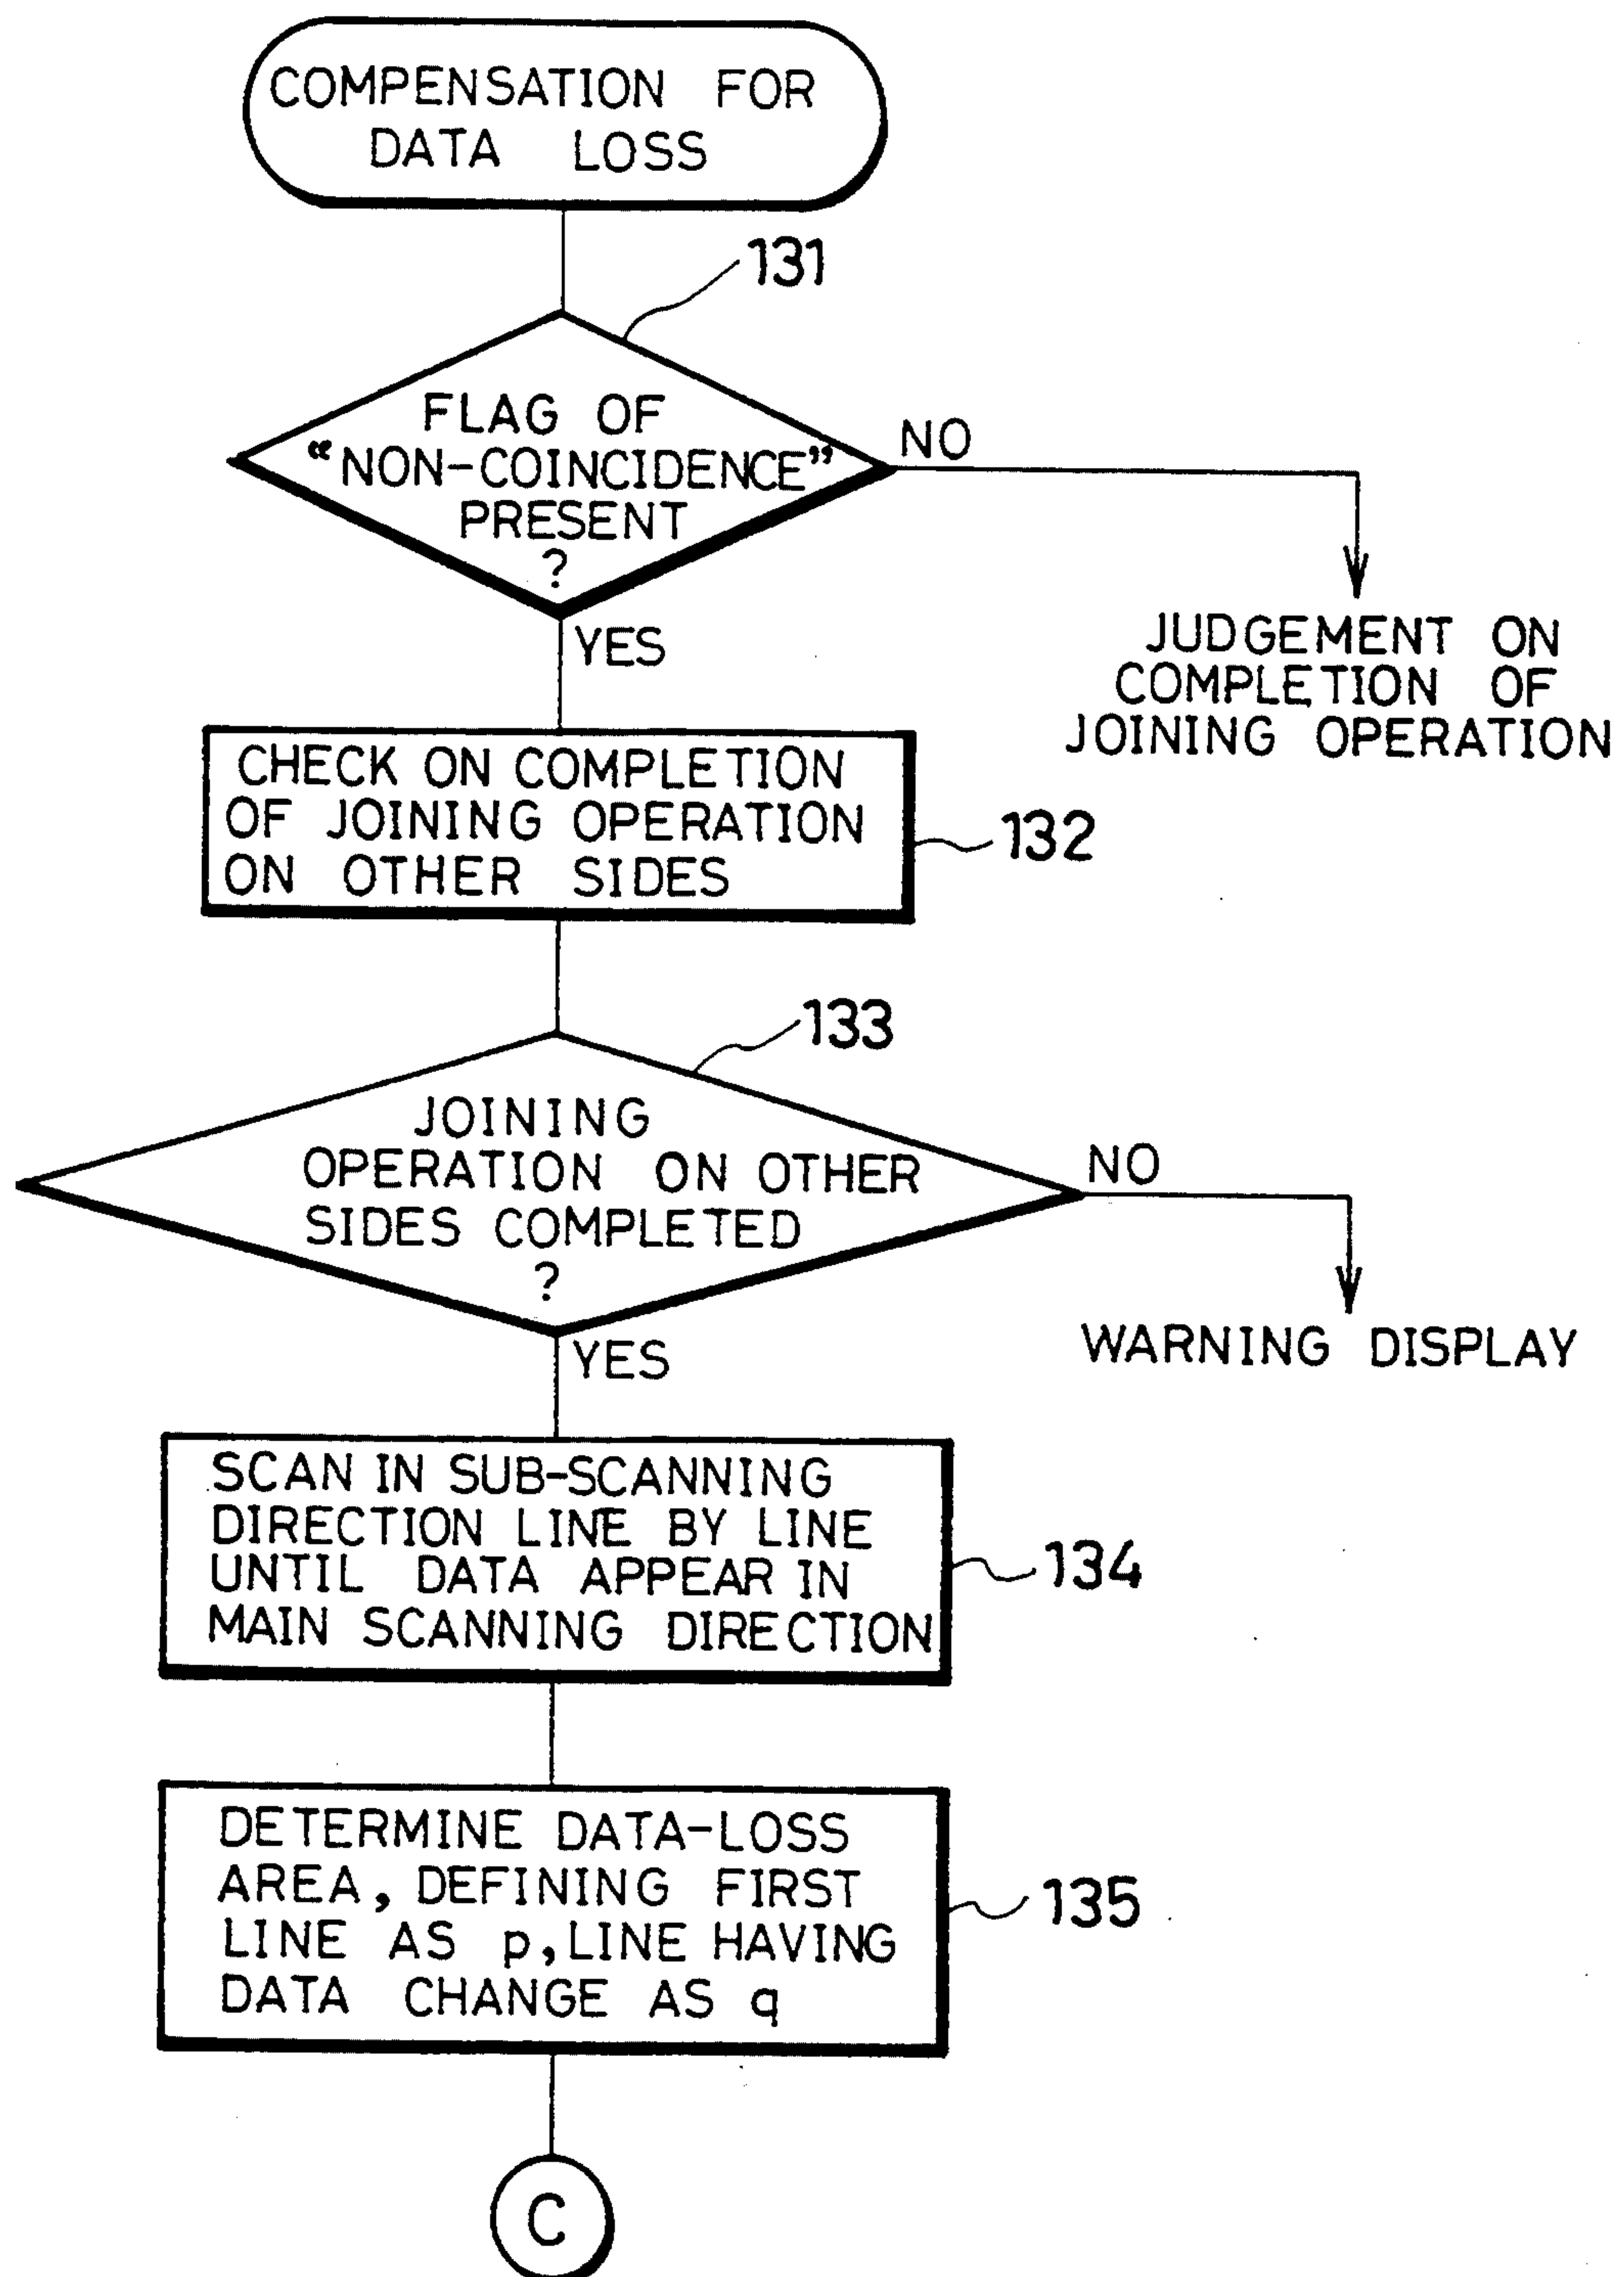 COMPENSATION FOR
DATA LOSS
131
FLAG OF
“NON-COINCIDENCE”
PRESENT
?
NO
YES
JUDGEMENT ON
COMPLETION OF
JOINING OPERATION
CHECK ON COMPLETION
OF JOINING OPERATION
ON OTHER SIDES
132
133
JOINING
OPERATION ON OTHER
SIDES COMPLETED
?
NO
YES
WARNING DISPLAY
SCAN IN SUB-SCANNING
DIRECTION LINE BY LINE
UNTIL DATA APPEAR IN
MAIN SCANNING DIRECTION
134
DETERMINE DATA-LOSS
AREA, DEFINING FIRST
LINE AS p, LINE HAVING
DATA CHANGE AS q
135
C